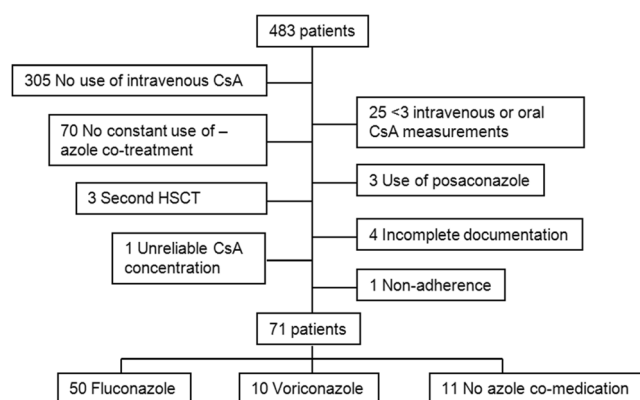 483 patients
305 No use of intravenous CsA
25 <3 intravenous or oral
CsA measurements
70 No constant use of –
azole co-treatment
3 Use of posaconazole
3 Second HSCT
4 Incomplete documentation
1 Unreliable CsA
concentration
1 Non-adherence
71 patients
50 Fluconazole
10 Voriconazole
11 No azole co-medication